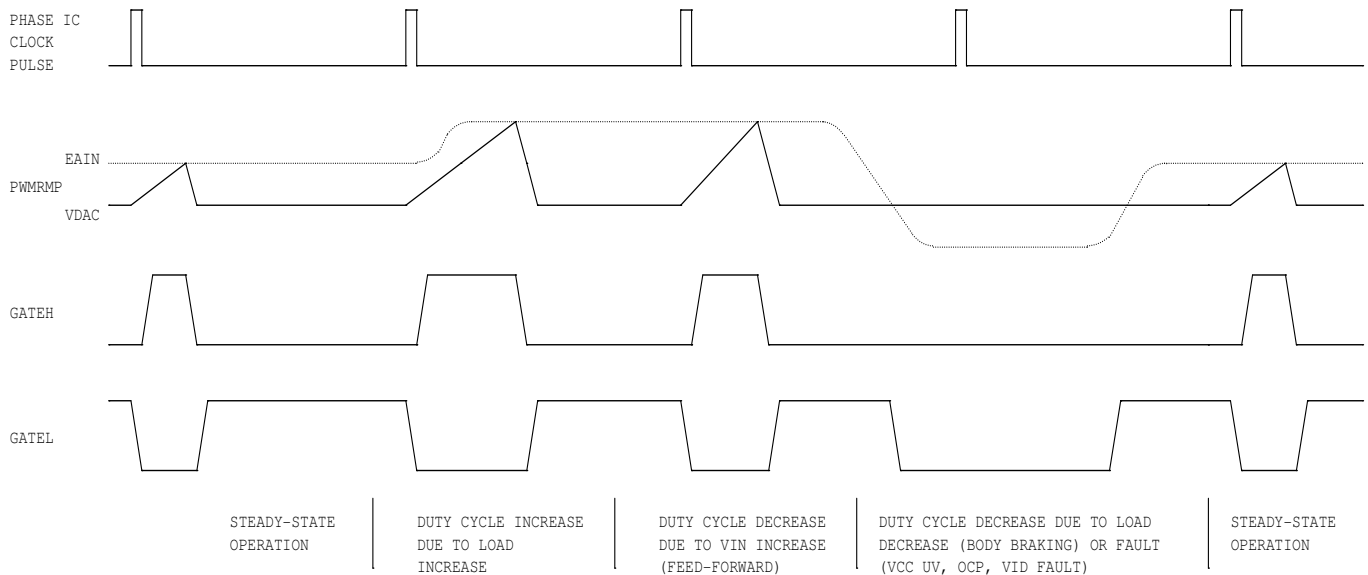 PHASE IC
CLOCK
PULSE
EAIN
PWMRMP
VDAC
GATEH
GATEL
STEADY-STATE
OPERATION
DUTY CYCLE INCREASE
DUE TO LOAD
INCREASE
DUTY CYCLE DECREASE
DUE TO VIN INCREASE
(FEED-FORWARD)
DUTY CYCLE DECREASE DUE TO LOAD
DECREASE (BODY BRAKING) OR FAULT
(VCC UV, OCP, VID FAULT)
STEADY-STATE
OPERATION